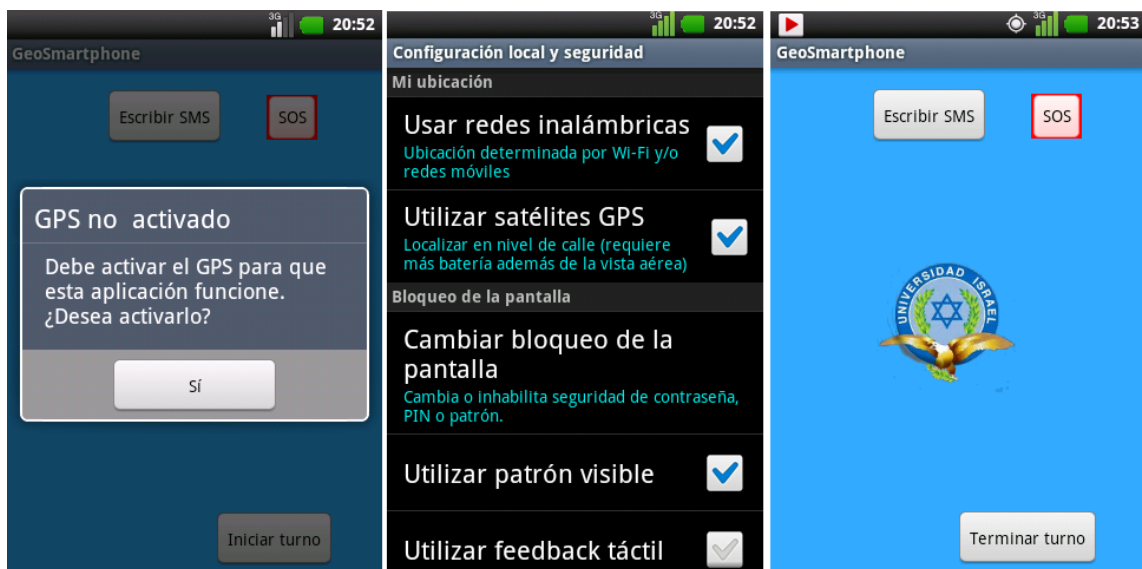 3G 20:52
GeoSmartphone
Escribir SMS
SOS
GPS no activado
Debe activar el GPS para que
esta aplicación funcione.
¿Desea activarlo?
Sí
Iniciar turno
3G 20:52
Configuración local y seguridad
Mi ubicación
Usar redes inalámbricas
Ubicación determinada por Wi-Fi y/o
redes móviles
Utilizar satélites GPS
Localizar en nivel de calle (requiere
más batería además de la vista aérea)
Bloqueo de la pantalla
Cambiar bloqueo de la
pantalla
Cambia o inhabilita seguridad de contraseña,
PIN o patrón.
Utilizar patrón visible
Utilizar feedback táctil
3G 20:53
GeoSmartphone
Escribir SMS
SOS
UNIVERSIDAD ISRAEL
Terminar turno